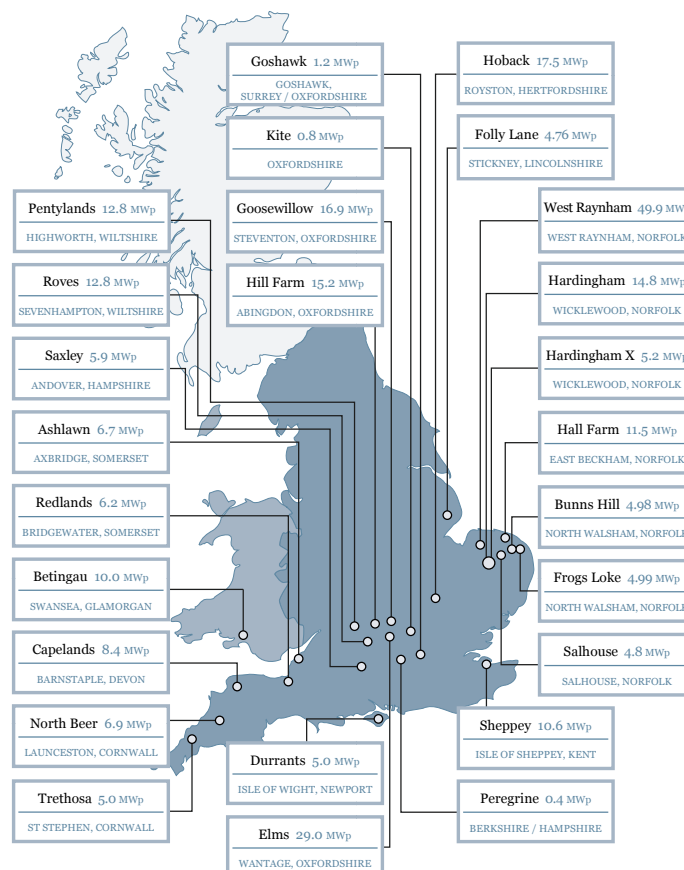 Goshawk 1.2 MWp
GOSHAWK,
SURREY / OXFORDSHIRE
Hoback 17.5 MWp
ROYSTON, HERTFORDSHIRE
Kite 0.8 MWp
OXFORDSHIRE
Folly Lane 4.76 MWp
STICKNEY, LINCOLNSHIRE
Pentylands 12.8 MWp
HIGHWORTH, WILTSHIRE
Goosewillow 16.9 MWp
STEVENTON, OXFORDSHIRE
West Raynham 49.9 MW
WEST RAYNHAM, NORFOLK
Roves 12.8 MWp
SEVENHAMPTON, WILTSHIRE
Hill Farm 15.2 MWp
ABINGDON, OXFORDSHIRE
Hardingham 14.8 MWp
WICKLEWOOD, NORFOLK
Saxley 5.9 MWp
ANDOVER, HAMPSHIRE
Hardingham X 5.2 MWp
WICKLEWOOD, NORFOLK
Ashlawn 6.7 MWp
AXBRIDGE, SOMERSET
Hall Farm 11.5 MWp
EAST BECKHAM, NORFOLK
Redlands 6.2 MWp
BRIDGEWATER, SOMERSET
Bunns Hill 4.98 MWp
NORTH WALSHAM, NORFOLK
Betingau 10.0 MWp
SWANSEA, GLAMORGAN
Frogs Loke 4.99 MWp
NORTH WALSHAM, NORFOLK
Capelands 8.4 MWp
BARNSTAPLE, DEVON
Salhouse 4.8 MWp
SALHOUSE, NORFOLK
North Beer 6.9 MWp
LAUNCESTON, CORNWALL
Sheppey 10.6 MWp
ISLE OF SHEPPEY, KENT
Durrants 5.0 MWp
ISLE OF WIGHT, NEWPORT
Trethosa 5.0 MWp
ST STEPHEN, CORNWALL
Peregrine 0.4 MWp
BERKSHIRE / HAMPSHIRE
Elms 29.0 MWp
WANTAGE, OXFORDSHIRE